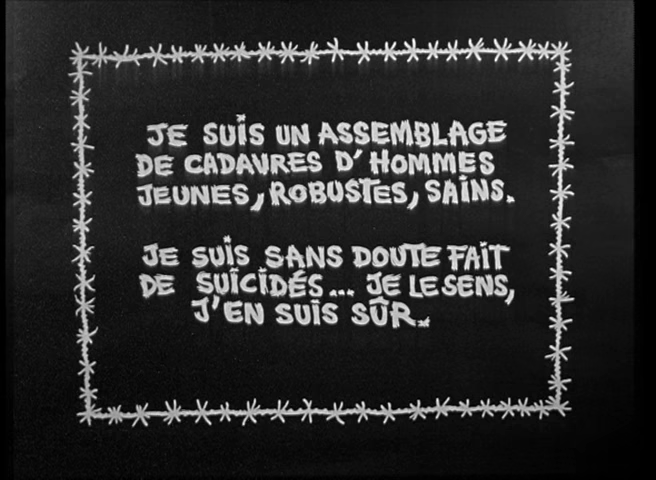 JE SUIS UN ASSEMBLAGE
DE CADAVRES D'HOMMES
JEUNES, ROBUSTES, SAINS.
JE SUIS SANS DOUTE FAIT
DE SUICIDÉS... JE LE SENS,
J'EN SUIS SÛR...